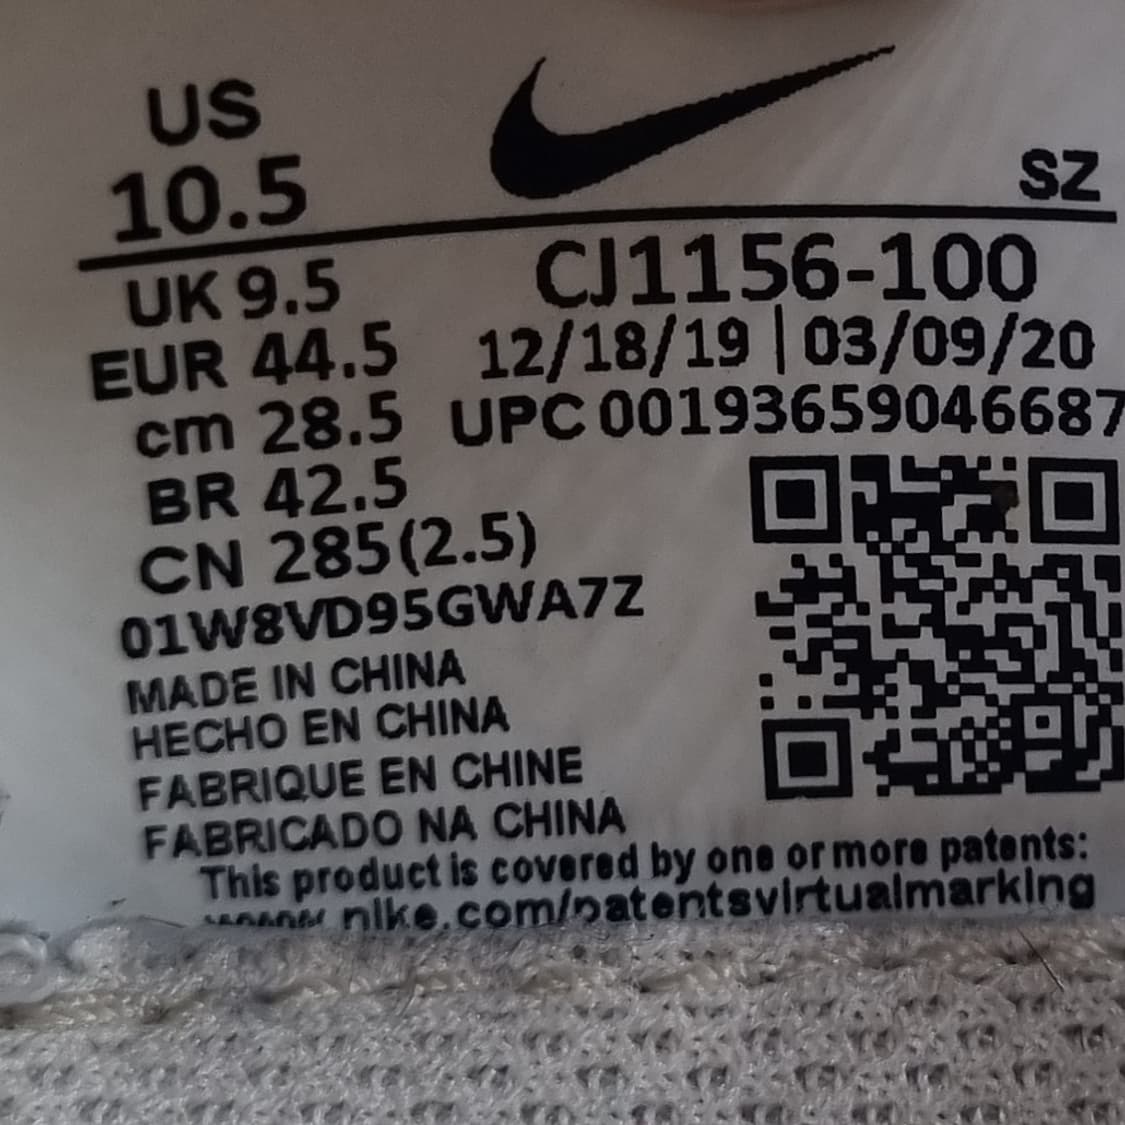 US
10.5
SZ
UK 9.5
CJ1156-100
EUR 44.5
12/18/19 | 03/09/20
cm 28.5
UPC 00193659046687
BR 42.5
CN 285(2.5)
01W8VD95GWA7Z
MADE IN CHINA
HECHO EN CHINA
FABRIQUE EN CHINE
FABRICADO NA CHINA
This product is covered by one or more patents:
nike.com/patentsvirtualmarking